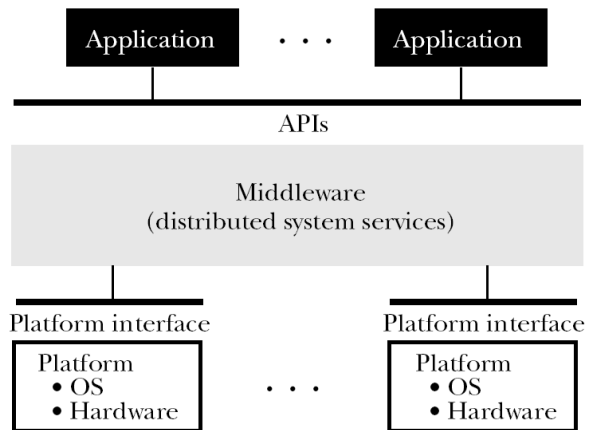 Application . . . Application
APIs
Middleware
(distributed system services)
Platform interface Platform interface
Platform Platform
• OS • OS
• Hardware . . . • Hardware